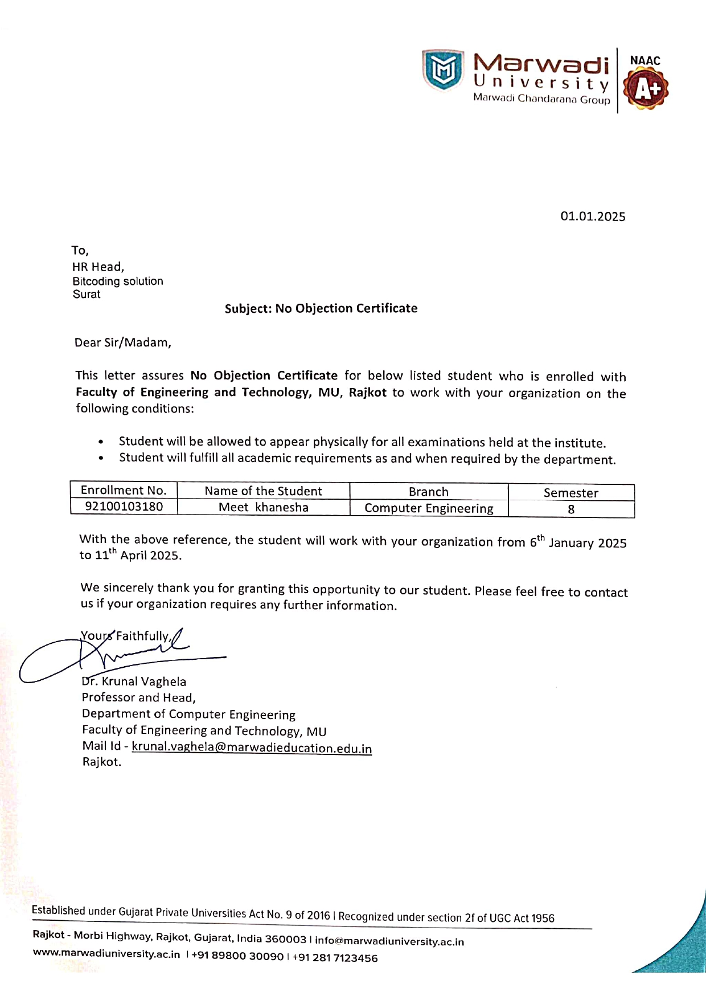 Marwadi
University
Marwadi Chandarana Group
NAAC
A+
01.01.2025
To,
HR Head,
Bitcoding solution
Surat
Subject: No Objection Certificate
Dear Sir/Madam,
This letter assures No Objection Certificate for below listed student who is enrolled with
Faculty of Engineering and Technology, MU, Rajkot to work with your organization on the
following conditions:
• Student will be allowed to appear physically for all examinations held at the institute.
• Student will fulfill all academic requirements as and when required by the department.
Enrollment No. Name of the Student Branch Semester
92100103180 Meet khanesha Computer Engineering 8
With the above reference, the student will work with your organization from 6th January 2025
to 11th April 2025.
We sincerely thank you for granting this opportunity to our student. Please feel free to contact
us if your organization requires any further information.
Yours Faithfully,
Dr. Krunal Vaghela
Professor and Head,
Department of Computer Engineering
Faculty of Engineering and Technology, MU
Mail Id - krunal.vaghela@marwadieducation.edu.in
Rajkot.
Established under Gujarat Private Universities Act No. 9 of 2016 | Recognized under section 2f of UGC Act 1956
Rajkot - Morbi Highway, Rajkot, Gujarat, India 360003 | info@marwadiuniversity.ac.in
www.marwadiuniversity.ac.in | +91 89800 30090 | +91 281 7123456